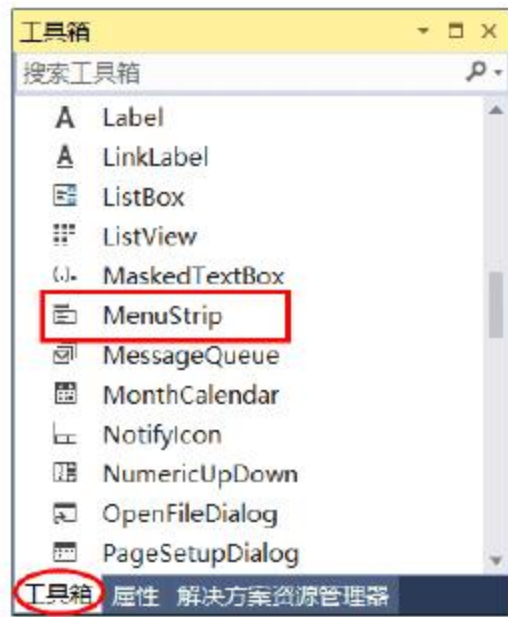 工具箱
搜索工具箱
Label
LinkLabel
ListBox
ListView
MaskedTextBox
MenuStrip
MessageQueue
MonthCalendar
NotifyIcon
NumericUpDown
OpenFileDialog
PageSetupDialog
工具箱 属性 解决方案资源管理器